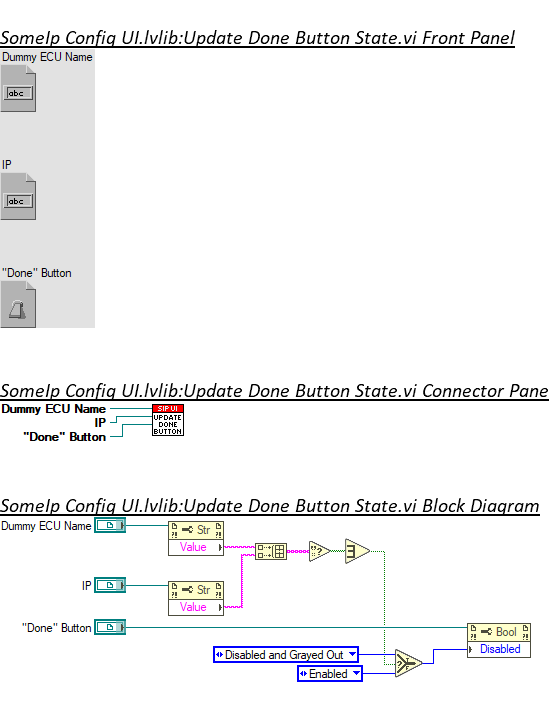 SomeIp Config UI.lvlib:Update Done Button State.vi Front Panel
Dummy ECU Name
abc
IP
abc
"Done" Button
SomeIp Config UI.lvlib:Update Done Button State.vi Connector Pane
Dummy ECU Name
IP
"Done" Button
SIP UI
UPDATE
DONE
BUTTON
SomeIp Config UI.lvlib:Update Done Button State.vi Block Diagram
Dummy ECU Name
Str
Value
IP
Str
Value
"Done" Button
Bool
Disabled
Disabled and Grayed Out
Enabled